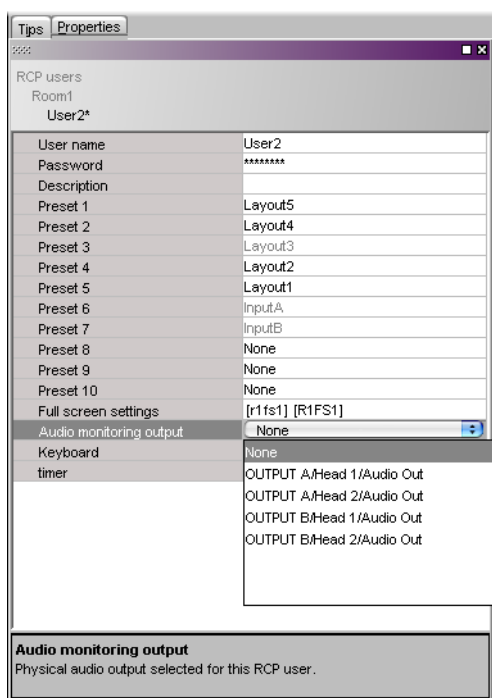 Tips Properties
RCP users
Room1
User2*
User name User2
Password ********
Description
Preset 1 Layout5
Preset 2 Layout4
Preset 3 Layout3
Preset 4 Layout2
Preset 5 Layout1
Preset 6 InputA
Preset 7 InputB
Preset 8 None
Preset 9 None
Preset 10 None
Full screen settings [r1fs1] [R1FS1]
Audio monitoring output None
Keyboard None
timer OUTPUT A/Head 1/Audio Out
OUTPUT A/Head 2/Audio Out
OUTPUT B/Head 1/Audio Out
OUTPUT B/Head 2/Audio Out
Audio monitoring output
Physical audio output selected for this RCP user.